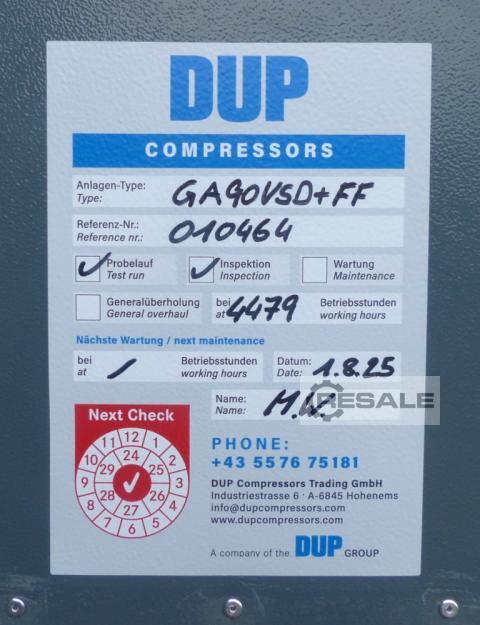 DUP
COMPRESSORS
Anlagen-Type:
Type: GA90VSD+FF
Referenz-Nr.:
Reference nr.: 010464
✓ Probelauf
Test run
✓ Inspektion
Inspection
Wartung
Maintenance
Generalüberholung
General overhaul
bei
at 4479
Betriebsstunden
working hours
Nächste Wartung / next maintenance
bei
at /
Betriebsstunden
working hours
Datum:
Date: 1.8.25
Name:
Name: M.W.
RESALE
Next Check
11 12 1
10 24 2
29 25
9 ✓ 3
28 26
8 27 4
7 6 5
PHONE:
+43 5576 75181
DUP Compressors Trading GmbH
Industriestrasse 6 · A-6845 Hohenems
info@dupcompressors.com
www.dupcompressors.com
A company of the DUP GROUP